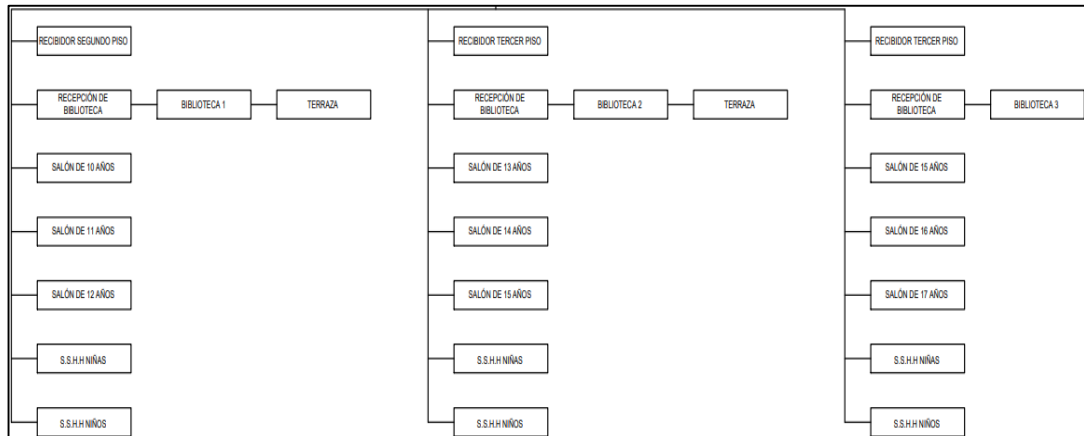 RECIBIDOR SEGUNDO PISO
RECEPCIÓN DE
BIBLIOTECA
BIBLIOTECA 1
TERRAZA
SALÓN DE 10 AÑOS
SALÓN DE 11 AÑOS
SALÓN DE 12 AÑOS
S.S.H.H NIÑAS
S.S.H.H NIÑOS
RECIBIDOR TERCER PISO
RECEPCIÓN DE
BIBLIOTECA
BIBLIOTECA 2
TERRAZA
SALÓN DE 13 AÑOS
SALÓN DE 14 AÑOS
SALÓN DE 15 AÑOS
S.S.H.H NIÑAS
S.S.H.H NIÑOS
RECIBIDOR TERCER PISO
RECEPCIÓN DE
BIBLIOTECA
BIBLIOTECA 3
SALÓN DE 15 AÑOS
SALÓN DE 16 AÑOS
SALÓN DE 17 AÑOS
S.S.H.H NIÑAS
S.S.H.H NIÑOS